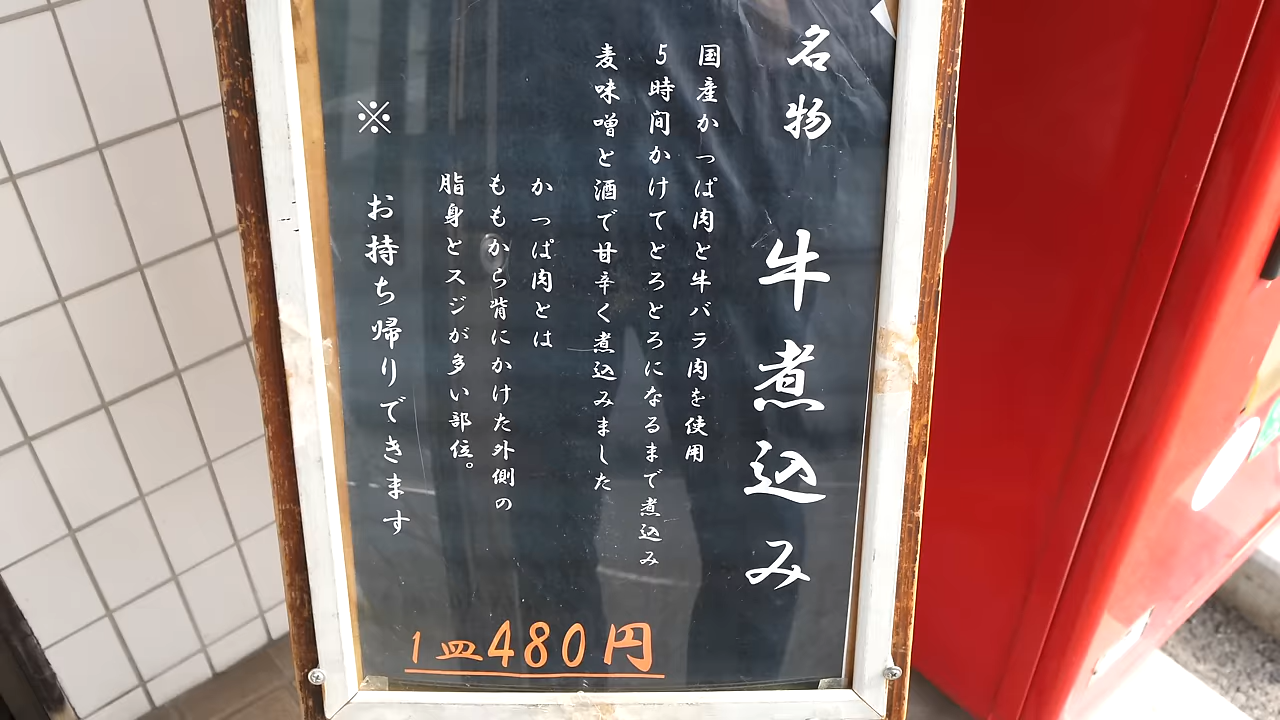 名物 牛煮込み
国産かっぱ肉と牛バラ肉を使用
5時間かけてとろとろになるまで煮込み
麦味噌と酒で甘辛く煮込みました
かっぱ肉とは
ももから背にかけた外側の
脂身とスジが多い部位。
※ お持ち帰りできます
1皿480円